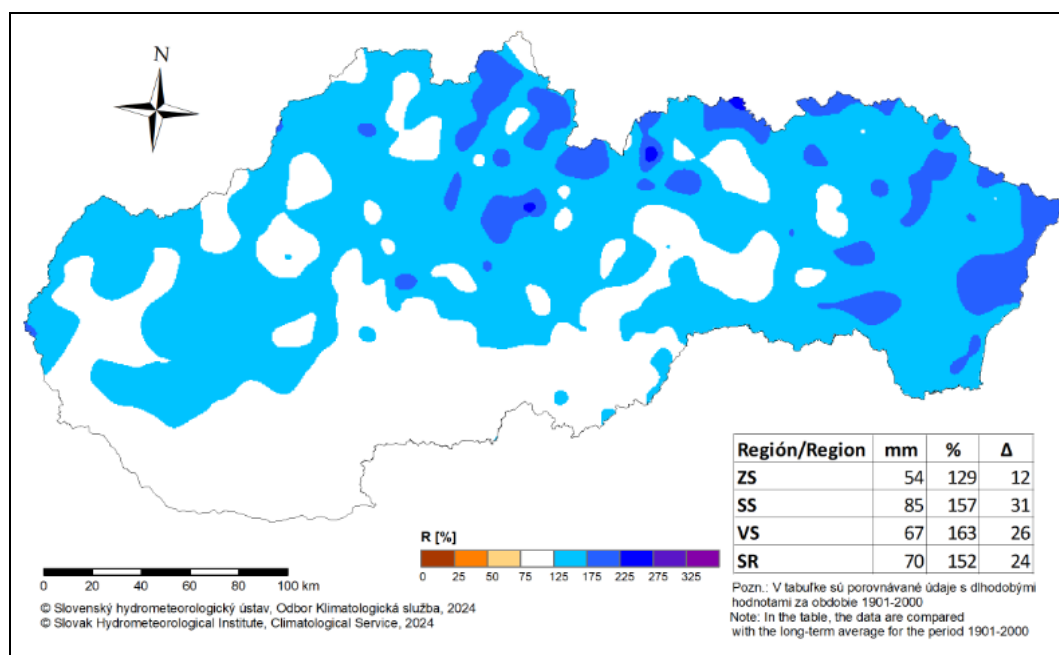 N
Región/Region mm % Δ
ZS 54 129 12
SS 85 157 31
VS 67 163 26
SR 70 152 24
R [%]
0 25 50 75 125 175 225 275 325
0 20 40 60 80 100 km
Pozn.: V tabuľke sú porovnávané údaje s dlhodobými
hodnotami za obdobie 1901-2000
Note: In the table, the data are compared
with the long-term average for the period 1901-2000
© Slovenský hydrometeorologický ústav, Odbor Klimatologická služba, 2024
© Slovak Hydrometeorological Institute, Climatological Service, 2024